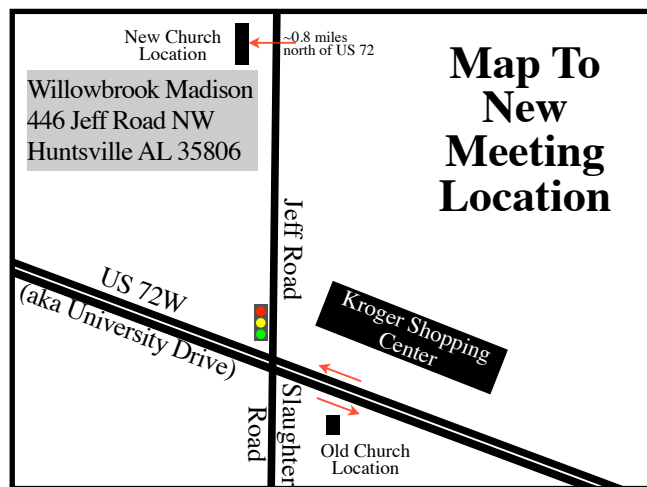 New Church
Location
~0.8 miles
north of US 72
Map To
New
Meeting
Location
Willowbrook Madison
446 Jeff Road NW
Huntsville AL 35806
Jeff Road
US 72W
(aka University Drive)
Kroger Shopping
Center
Slaughter
Road
Old Church
Location